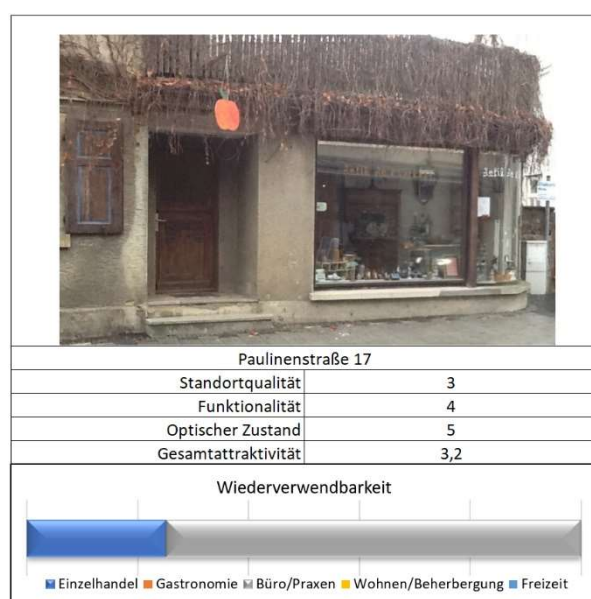 Paulinenstraße 17
Standortqualität 3
Funktionalität 4
Optischer Zustand 5
Gesamtattraktivität 3,2
Wiederverwendbarkeit
Einzelhandel Gastronomie Büro/Praxen Wohnen/Beherbergung Freizeit